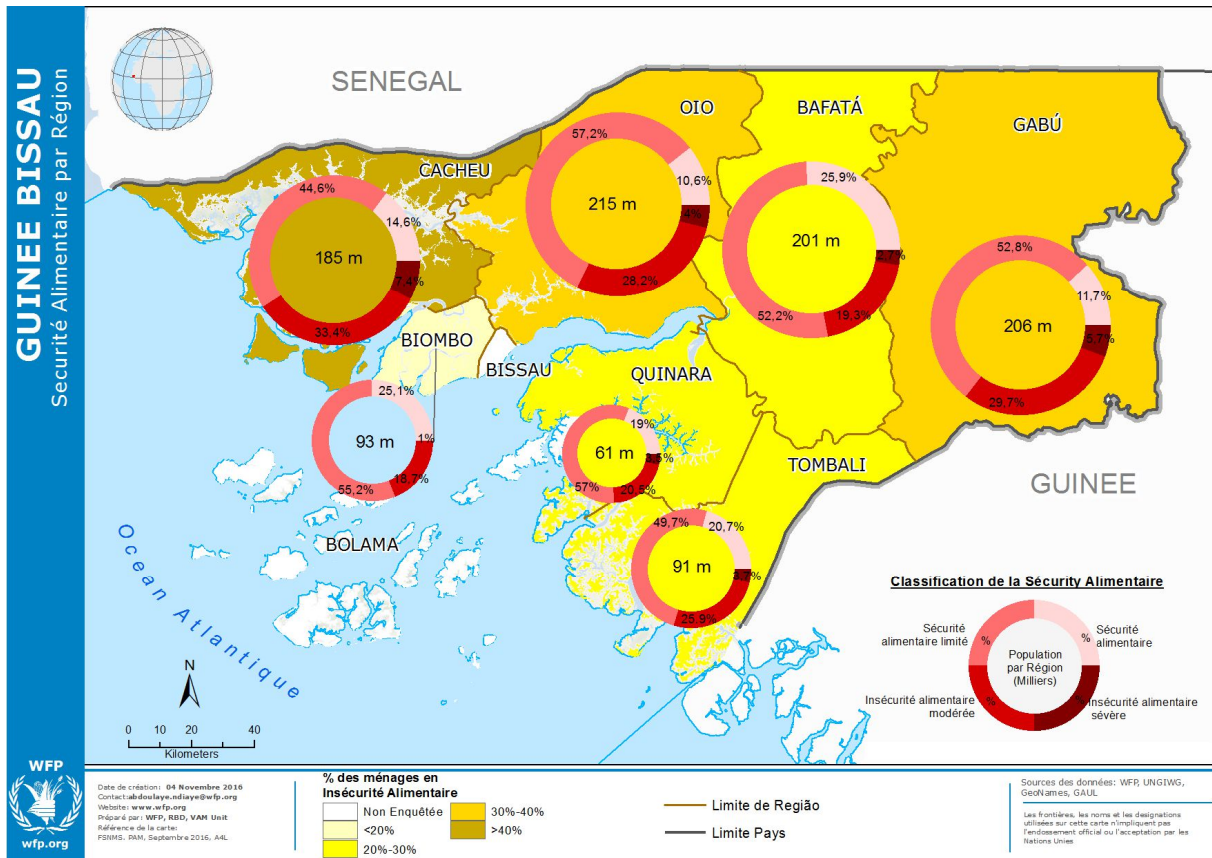 GUINEE BISSAU
Securité Alimentaire par Région
WFP
wfp.org
SENEGAL
OIO
BAFATÁ
GABÚ
CACHEU
57,2%
10,6%
4%
28,2%
215 m
44,6%
14,6%
7,4%
33,4%
185 m
25,9%
2,7%
19,3%
52,2%
201 m
52,8%
11,7%
5,7%
29,7%
206 m
BIOMBO
BISSAU
QUINARA
TOMBALI
GUINEE
25,1%
1%
18,7%
55,2%
93 m
19%
3,5%
20,5%
57%
61 m
49,7%
20,7%
3,7%
25,9%
91 m
BOLAMA
Ocean Atlantique
N
0 10 20 40
Kilometers
Classification de la Sécurity Alimentaire
Sécurité
alimentaire limité
Sécurité
alimentaire
%
%
Population
par Région
(Milliers)
Insécurité alimentaire
modérée
Insécurité alimentaire
sévère
%
%
Date de création: 04 Novembre 2016
Contact:abdoulaye.ndiaye@wfp.org
Website: www.wfp.org
Préparé par: WFP, RBD, VAM Unit
Référence de la carte:
FSNMS. PAM, Septembre 2016, A4L
% des ménages en
Insécurité Alimentaire
Non Enquêtée
<20%
20%-30%
30%-40%
>40%
Limite de Região
Limite Pays
Sources des données: WFP, UNGIWG,
GeoNames, GAUL
Les frontières, les noms et les designations
utilisées sur cette carte n'impliquent pas
l'endossement official ou l'acceptation par les
Nations Unies